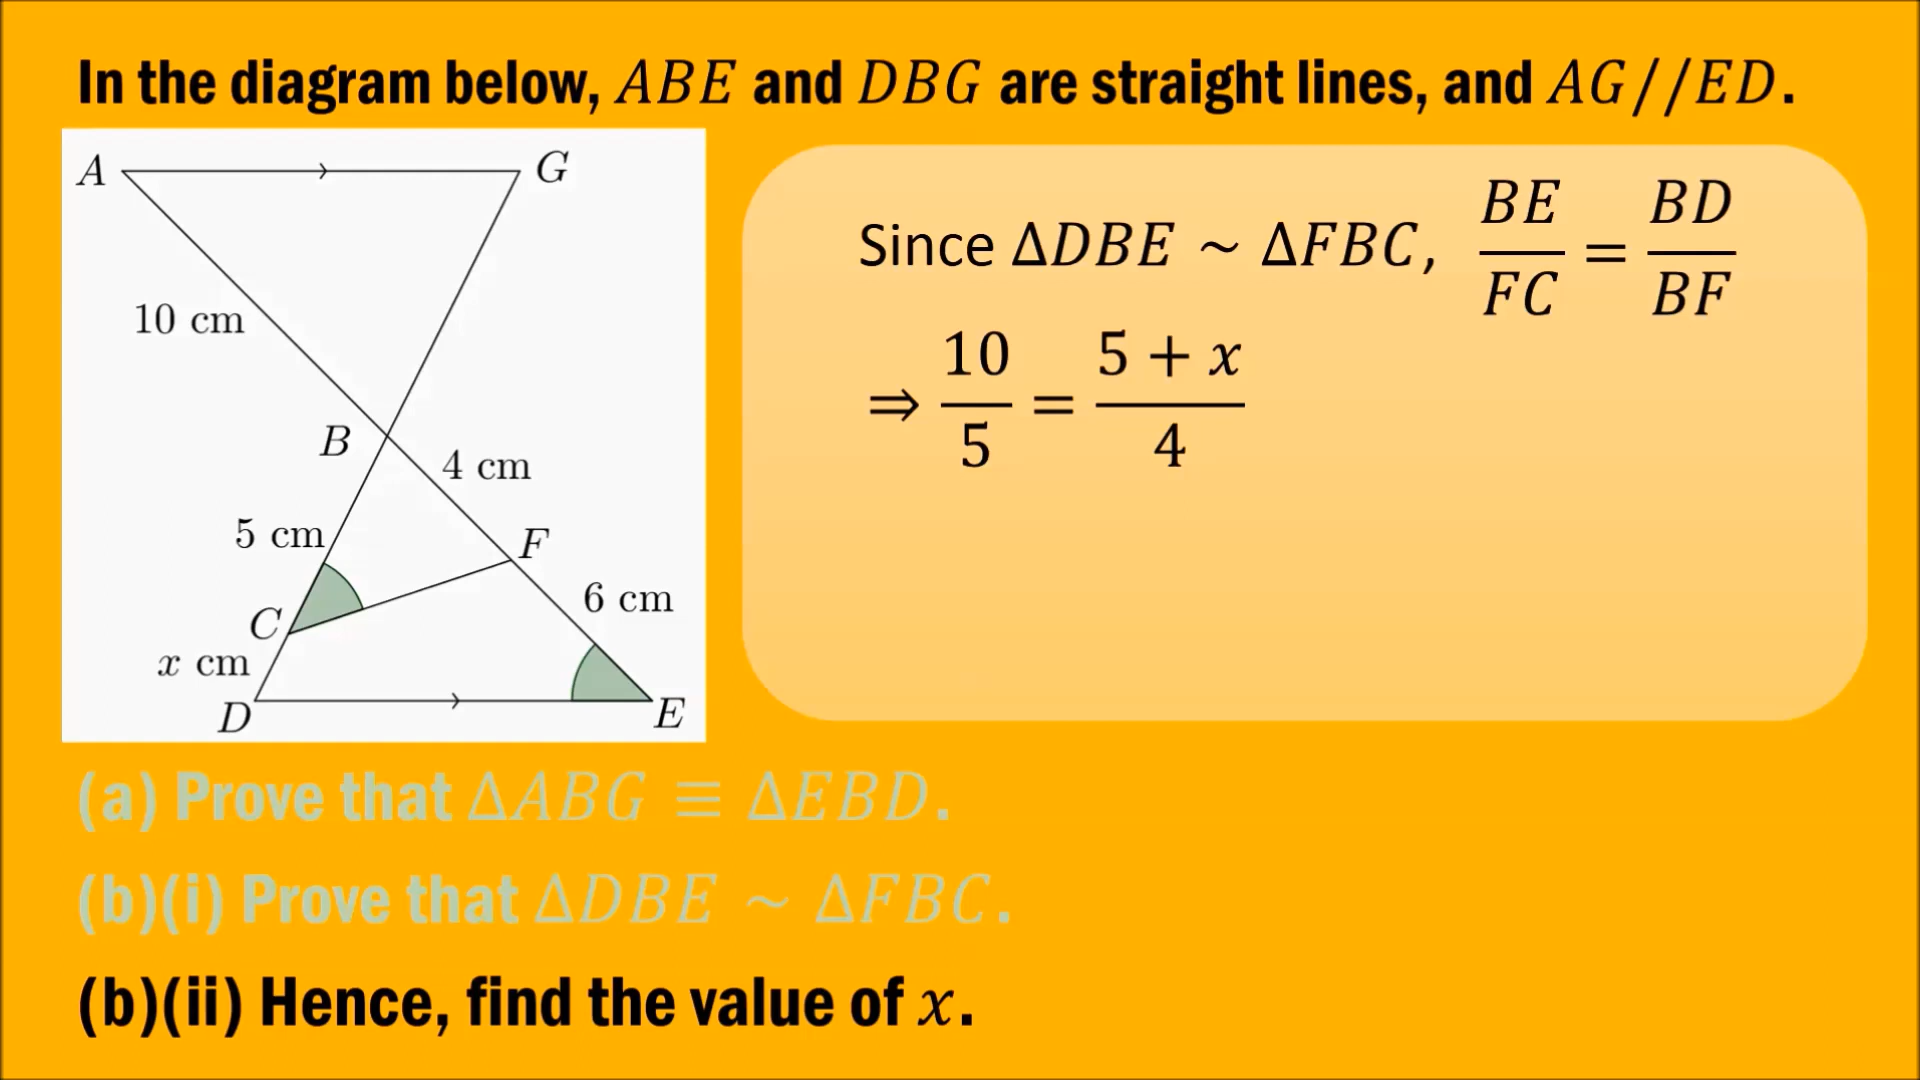 In the diagram below, ABE and DBG are straight lines, and AG//ED.
A
G
10 cm
B
4 cm
5 cm
F
6 cm
C
x cm
D
E
Since ΔDBE ~ ΔFBC, BE/FC = BD/BF
⇒ 10/5 = (5 + x)/4
(a) Prove that ΔABG ≡ ΔEBD.
(b)(i) Prove that ΔDBE ~ ΔFBC.
(b)(ii) Hence, find the value of x.